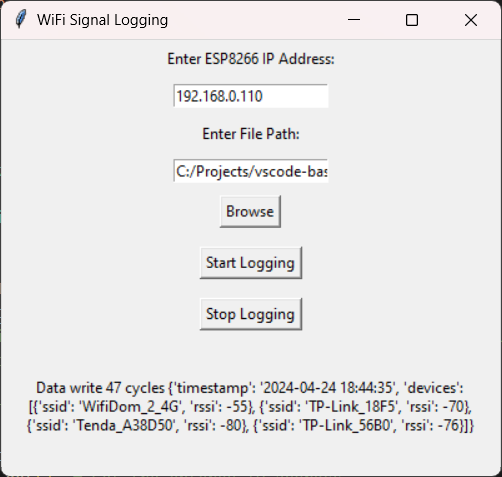 WiFi Signal Logging
Enter ESP8266 IP Address:
192.168.0.110
Enter File Path:
C:/Projects/vscode-bas
Browse
Start Logging
Stop Logging
Data write 47 cycles {'timestamp': '2024-04-24 18:44:35', 'devices':
[{'ssid': 'WifiDom_2_4G', 'rssi': -55}, {'ssid': 'TP-Link_18F5', 'rssi': -70},
{'ssid': 'Tenda_A38D50', 'rssi': -80}, {'ssid': 'TP-Link_56B0', 'rssi': -76}]}